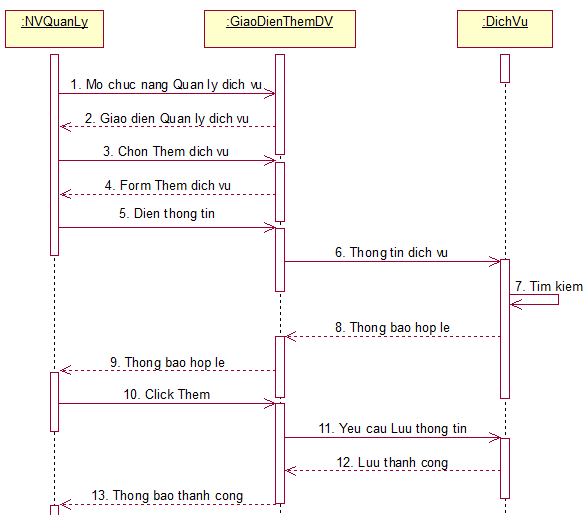 :NVQuanLy
:GiaoDienThemDV
:DichVu
1. Mo chuc nang Quan ly dich vu
2. Giao dien Quan ly dich vu
3. Chon Them dich vu
4. Form Them dich vu
5. Dien thong tin
6. Thong tin dich vu
7. Tim kiem
8. Thong bao hop le
9. Thong bao hop le
10. Click Them
11. Yeu cau Luu thong tin
12. Luu thanh cong
13. Thong bao thanh cong